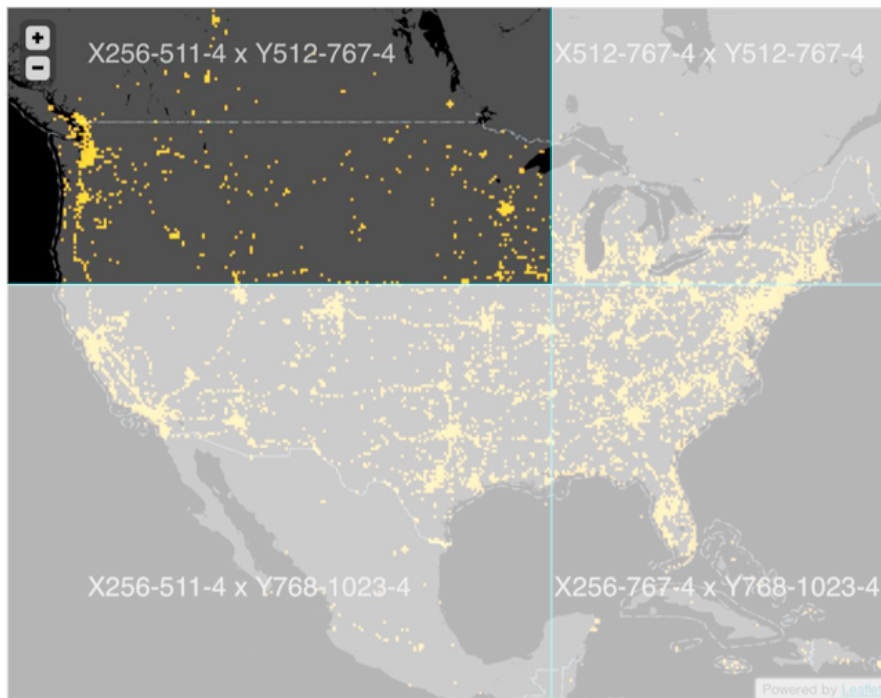 +
X256-511-4 x Y512-767-4
X512-767-4 x Y512-767-4
−
X256-511-4 x Y768-1023-4
X256-767-4 x Y768-1023-4
Powered by Leaflet